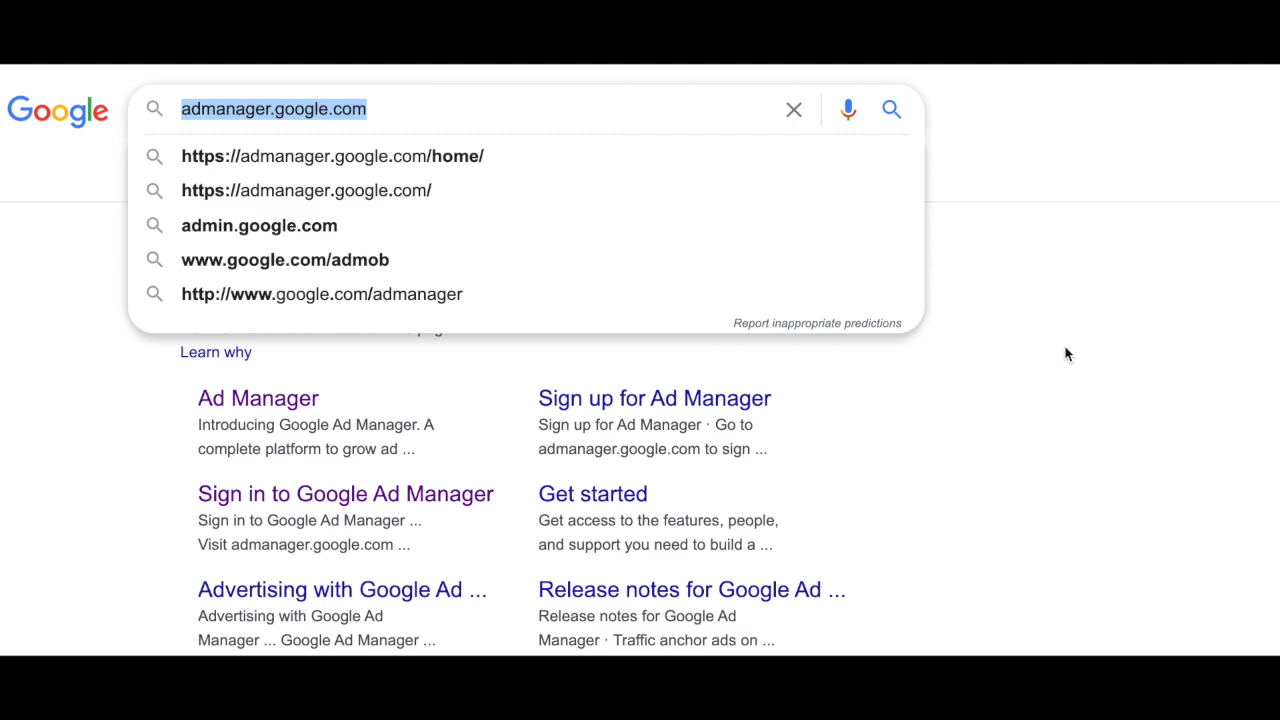 Google
admanager.google.com
https://admanager.google.com/home/
https://admanager.google.com/
admin.google.com
www.google.com/admob
http://www.google.com/admanager
Report inappropriate predictions
Learn why
Ad Manager
Introducing Google Ad Manager. A
complete platform to grow ad ...
Sign up for Ad Manager
Sign up for Ad Manager · Go to
admanager.google.com to sign ...
Sign in to Google Ad Manager
Sign in to Google Ad Manager ...
Visit admanager.google.com ...
Get started
Get access to the features, people,
and support you need to build a ...
Advertising with Google Ad ...
Advertising with Google Ad
Manager ... Google Ad Manager ...
Release notes for Google Ad ...
Release notes for Google Ad
Manager · Traffic anchor ads on ...